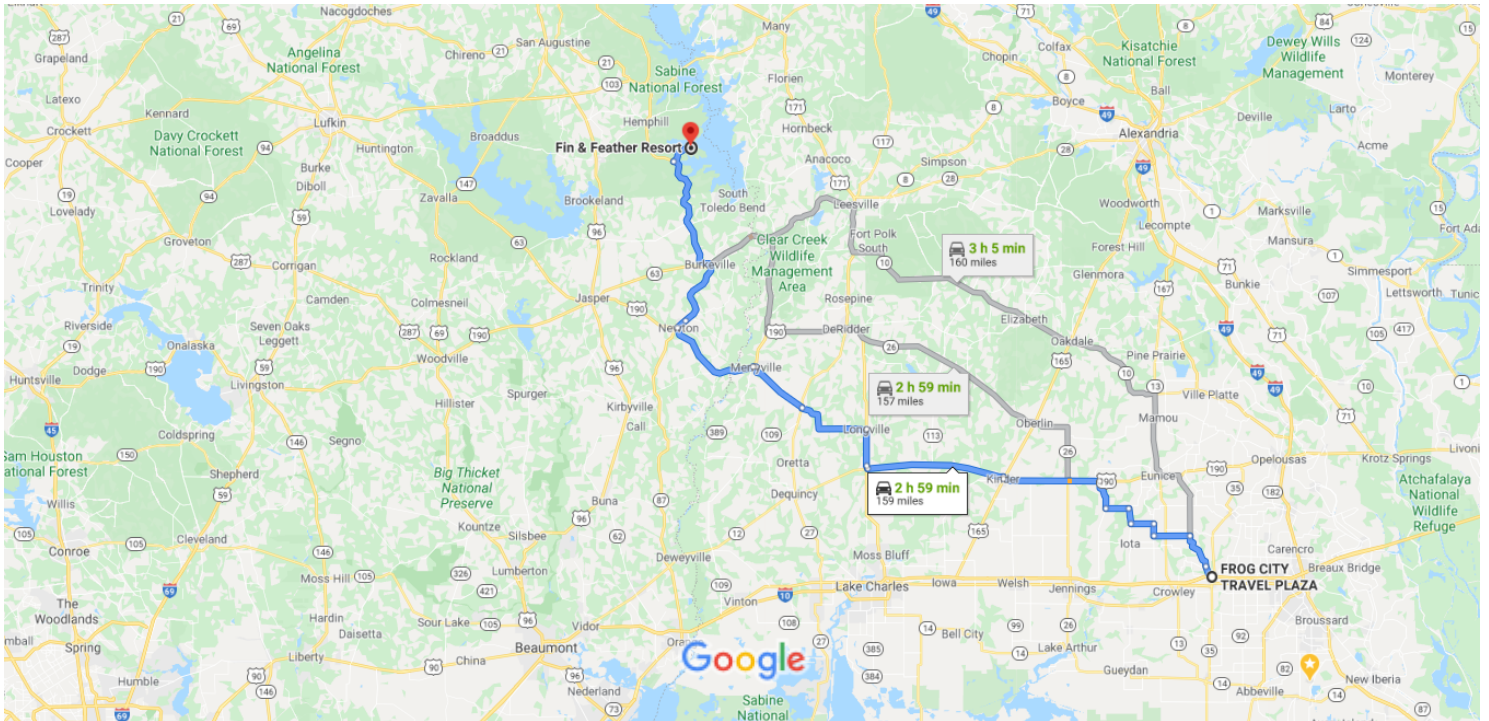 Nacogdoches
Many
Colfax
Grapeland
Angelina
National Forest
Chireno
San Augustine
Chopin
Kisatchie
National Forest
Dewey Wills
Wildlife
Management
Monterey
Latexo
Kennard
Sabine
National Forest
Florien
Boyce
Ball
Larto
Crockett
Lufkin
Hemphill
Hornbeck
Deville
Davy Crockett
National Forest
Huntington
Broaddus
Fin & Feather Resort
Alexandria
Acme
Cooper
Burke
Diboll
Anacoco
Simpson
Lovelady
Zavalla
Brookeland
South
Toledo Bend
Leesville
Woodworth
Lecompte
Marksville
Groveton
Corrigan
Rockland
Burkeville
Clear Creek
Wildlife
Management
Area
Fort Polk
South
3 h 5 min
160 miles
Forest Hill
Mansura
Fort Ada
Trinity
Camden
Colmesneil
Jasper
Rosepine
Glenmora
Bunkie
Simmesport
Lettsworth
Tunic
Riverside
Onalaska
Seven Oaks
Leggett
Woodville
Newton
DeRidder
Elizabeth
Oakdale
Pine Prairie
Huntsville
Dodge
Livingston
Hillister
Spurger
Kirbyville
Call
Merryville
2 h 59 min
157 miles
Ville Platte
Mamou
Coldspring
Segno
Longville
Oberlin
Sam Houston
National Forest
Shepherd
Big Thicket
National
Preserve
Oretta
Dequincy
Kinder
Eunice
Opelousas
Krotz Springs
Livoni
2 h 59 min
159 miles
Willis
Buna
Atchafalaya
National
Wildlife
Refuge
Conroe
Cleveland
Kountze
Silsbee
Deweyville
Moss Bluff
Iota
Carencro
Breaux Bridge
Moss Hill
Lumberton
Lake Charles
Iowa
Welsh
Jennings
Crowley
FROG CITY
TRAVEL PLAZA
The
Woodlands
Hardin
Daisetta
Sour Lake
Vidor
Vinton
Broussard
Spring
Liberty
China
Beaumont
Google
Bell City
Lake Arthur
Gueydan
Humble
Nederland
Sabine
National
Abbeville
New Iberia